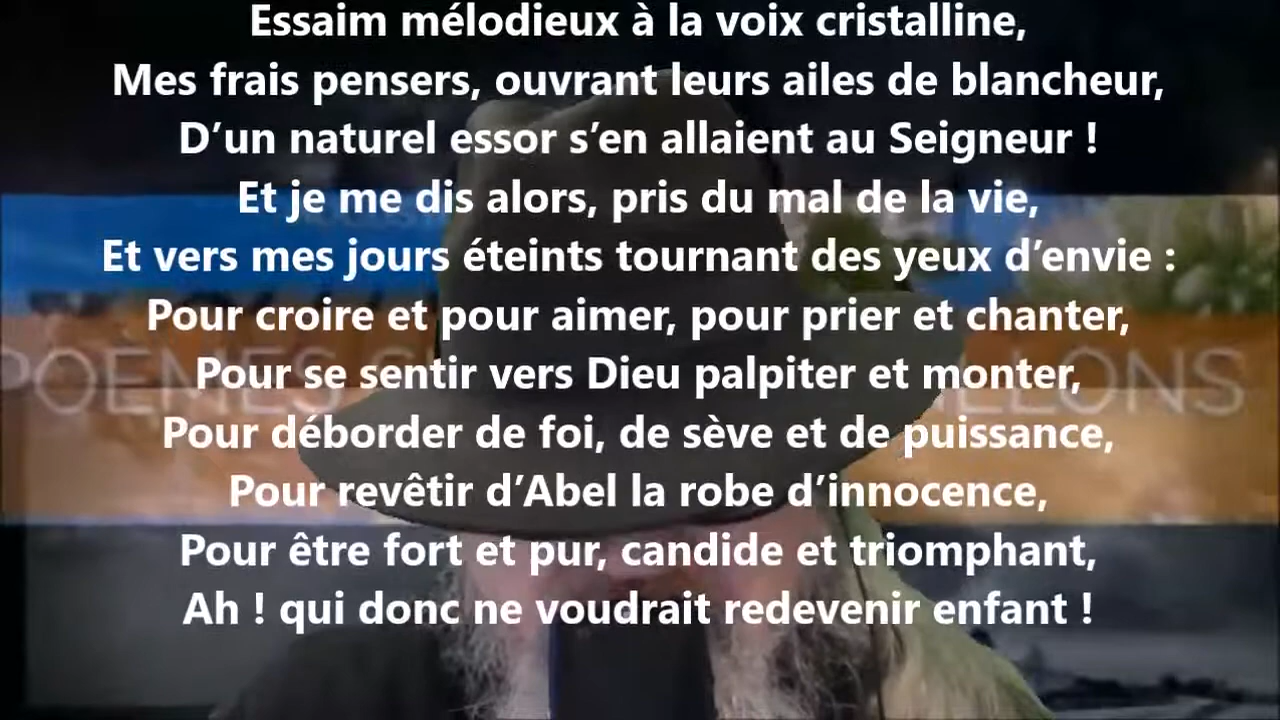 Essaim mélodieux à la voix cristalline,
Mes frais pensers, ouvrant leurs ailes de blancheur,
D’un naturel essor s’en allaient au Seigneur !
Et je me dis alors, pris du mal de la vie,
Et vers mes jours éteints tournant des yeux d’envie :
Pour croire et pour aimer, pour prier et chanter,
POÈMES
Pour se sentir vers Dieu palpiter et monter,
Pour déborder de foi, de sève et de puissance,
Pour revêtir d’Abel la robe d’innocence,
Pour être fort et pur, candide et triomphant,
Ah ! qui donc ne voudrait redevenir enfant !